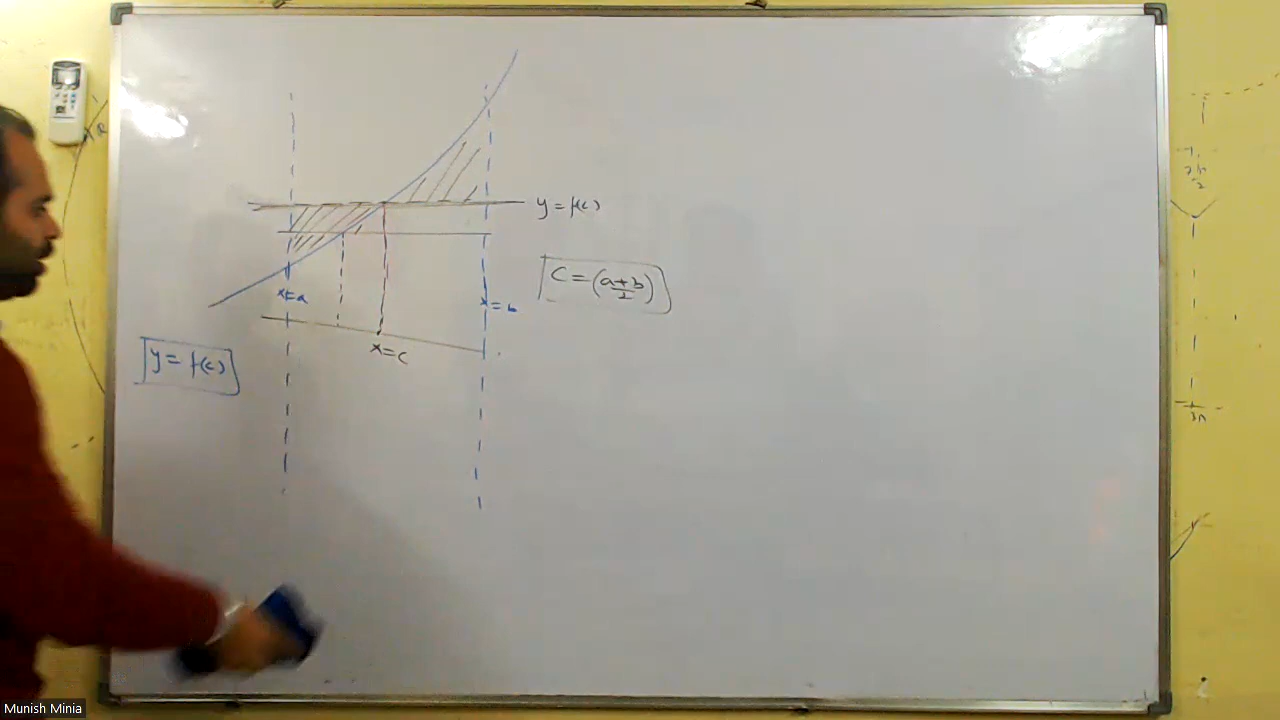 y = f(c)
C = (a+b/2)
x=a
x=b
x=c
y = f(c)
Munish Minia